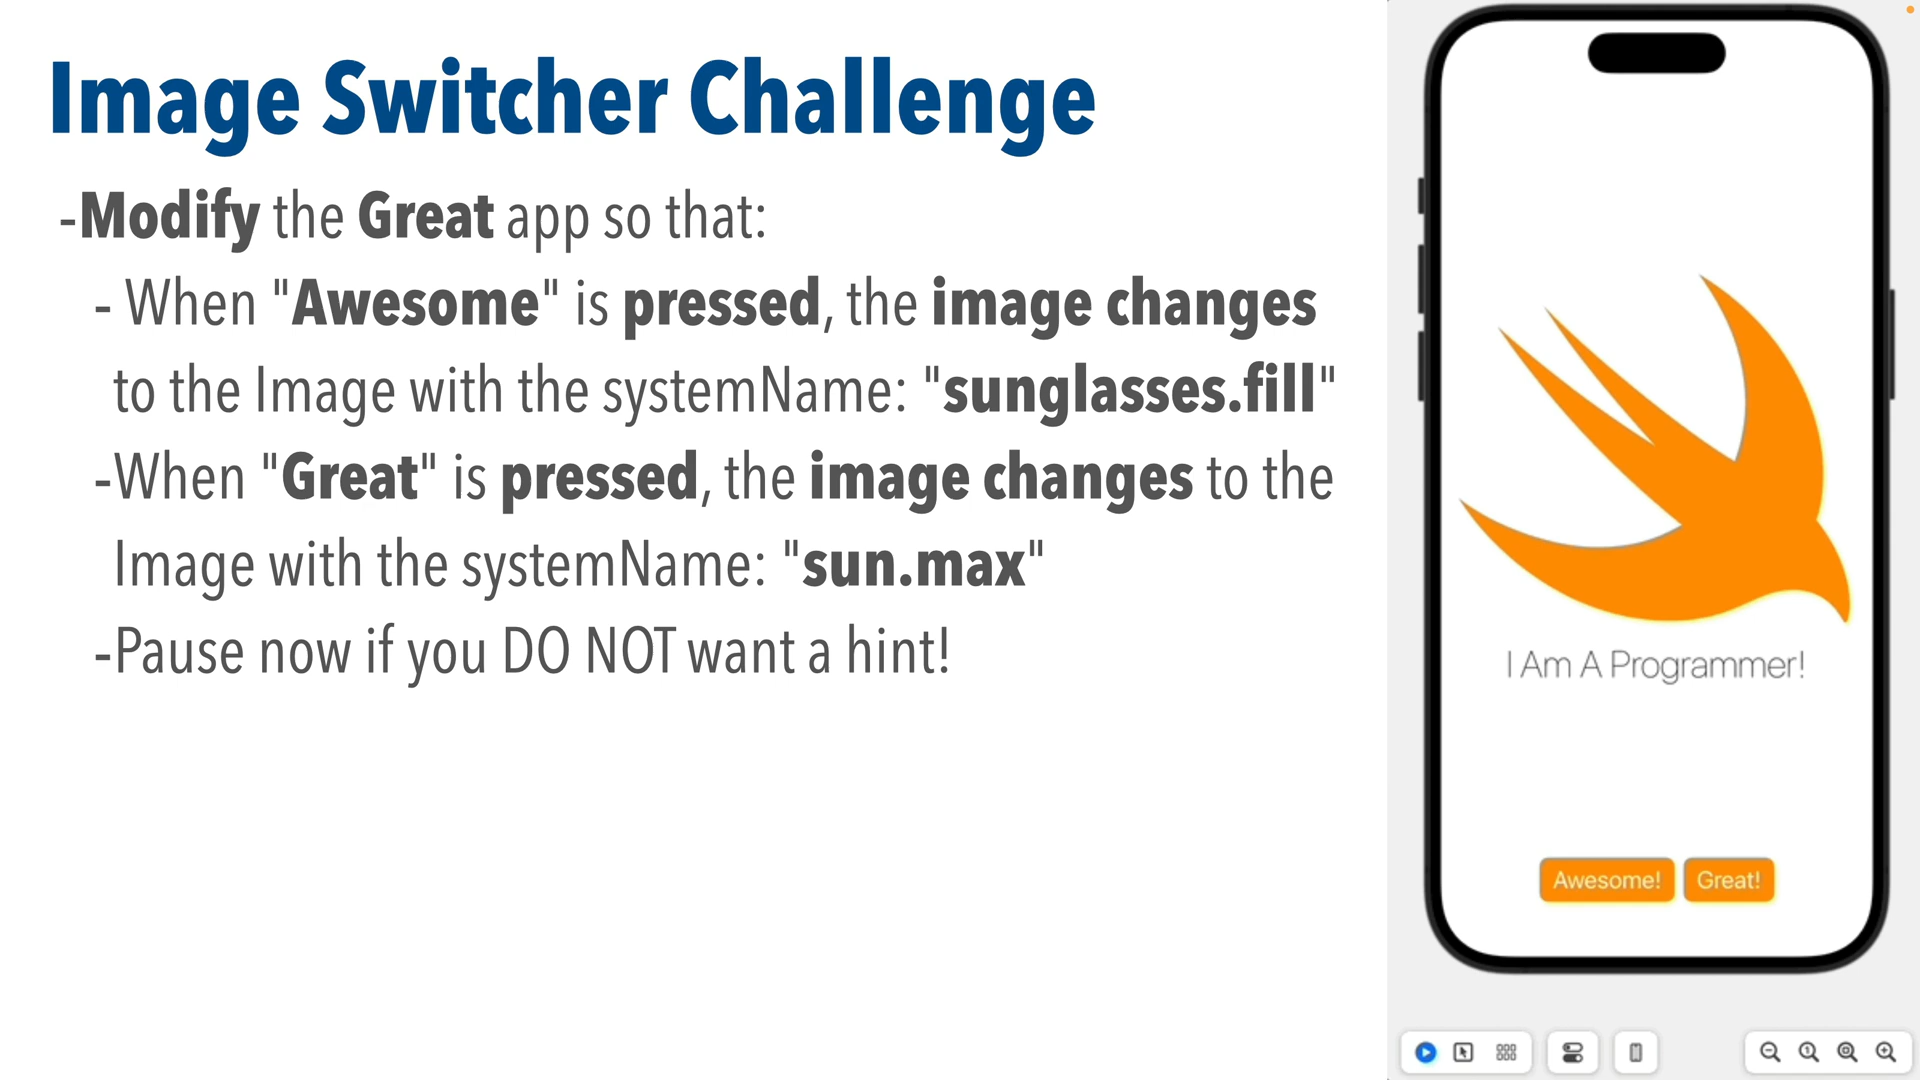 Image Switcher Challenge
-Modify the Great app so that:
- When "Awesome" is pressed, the image changes
to the Image with the systemName: "sunglasses.fill"
-When "Great" is pressed, the image changes to the
Image with the systemName: "sun.max"
-Pause now if you DO NOT want a hint!
I Am A Programmer!
Awesome!
Great!